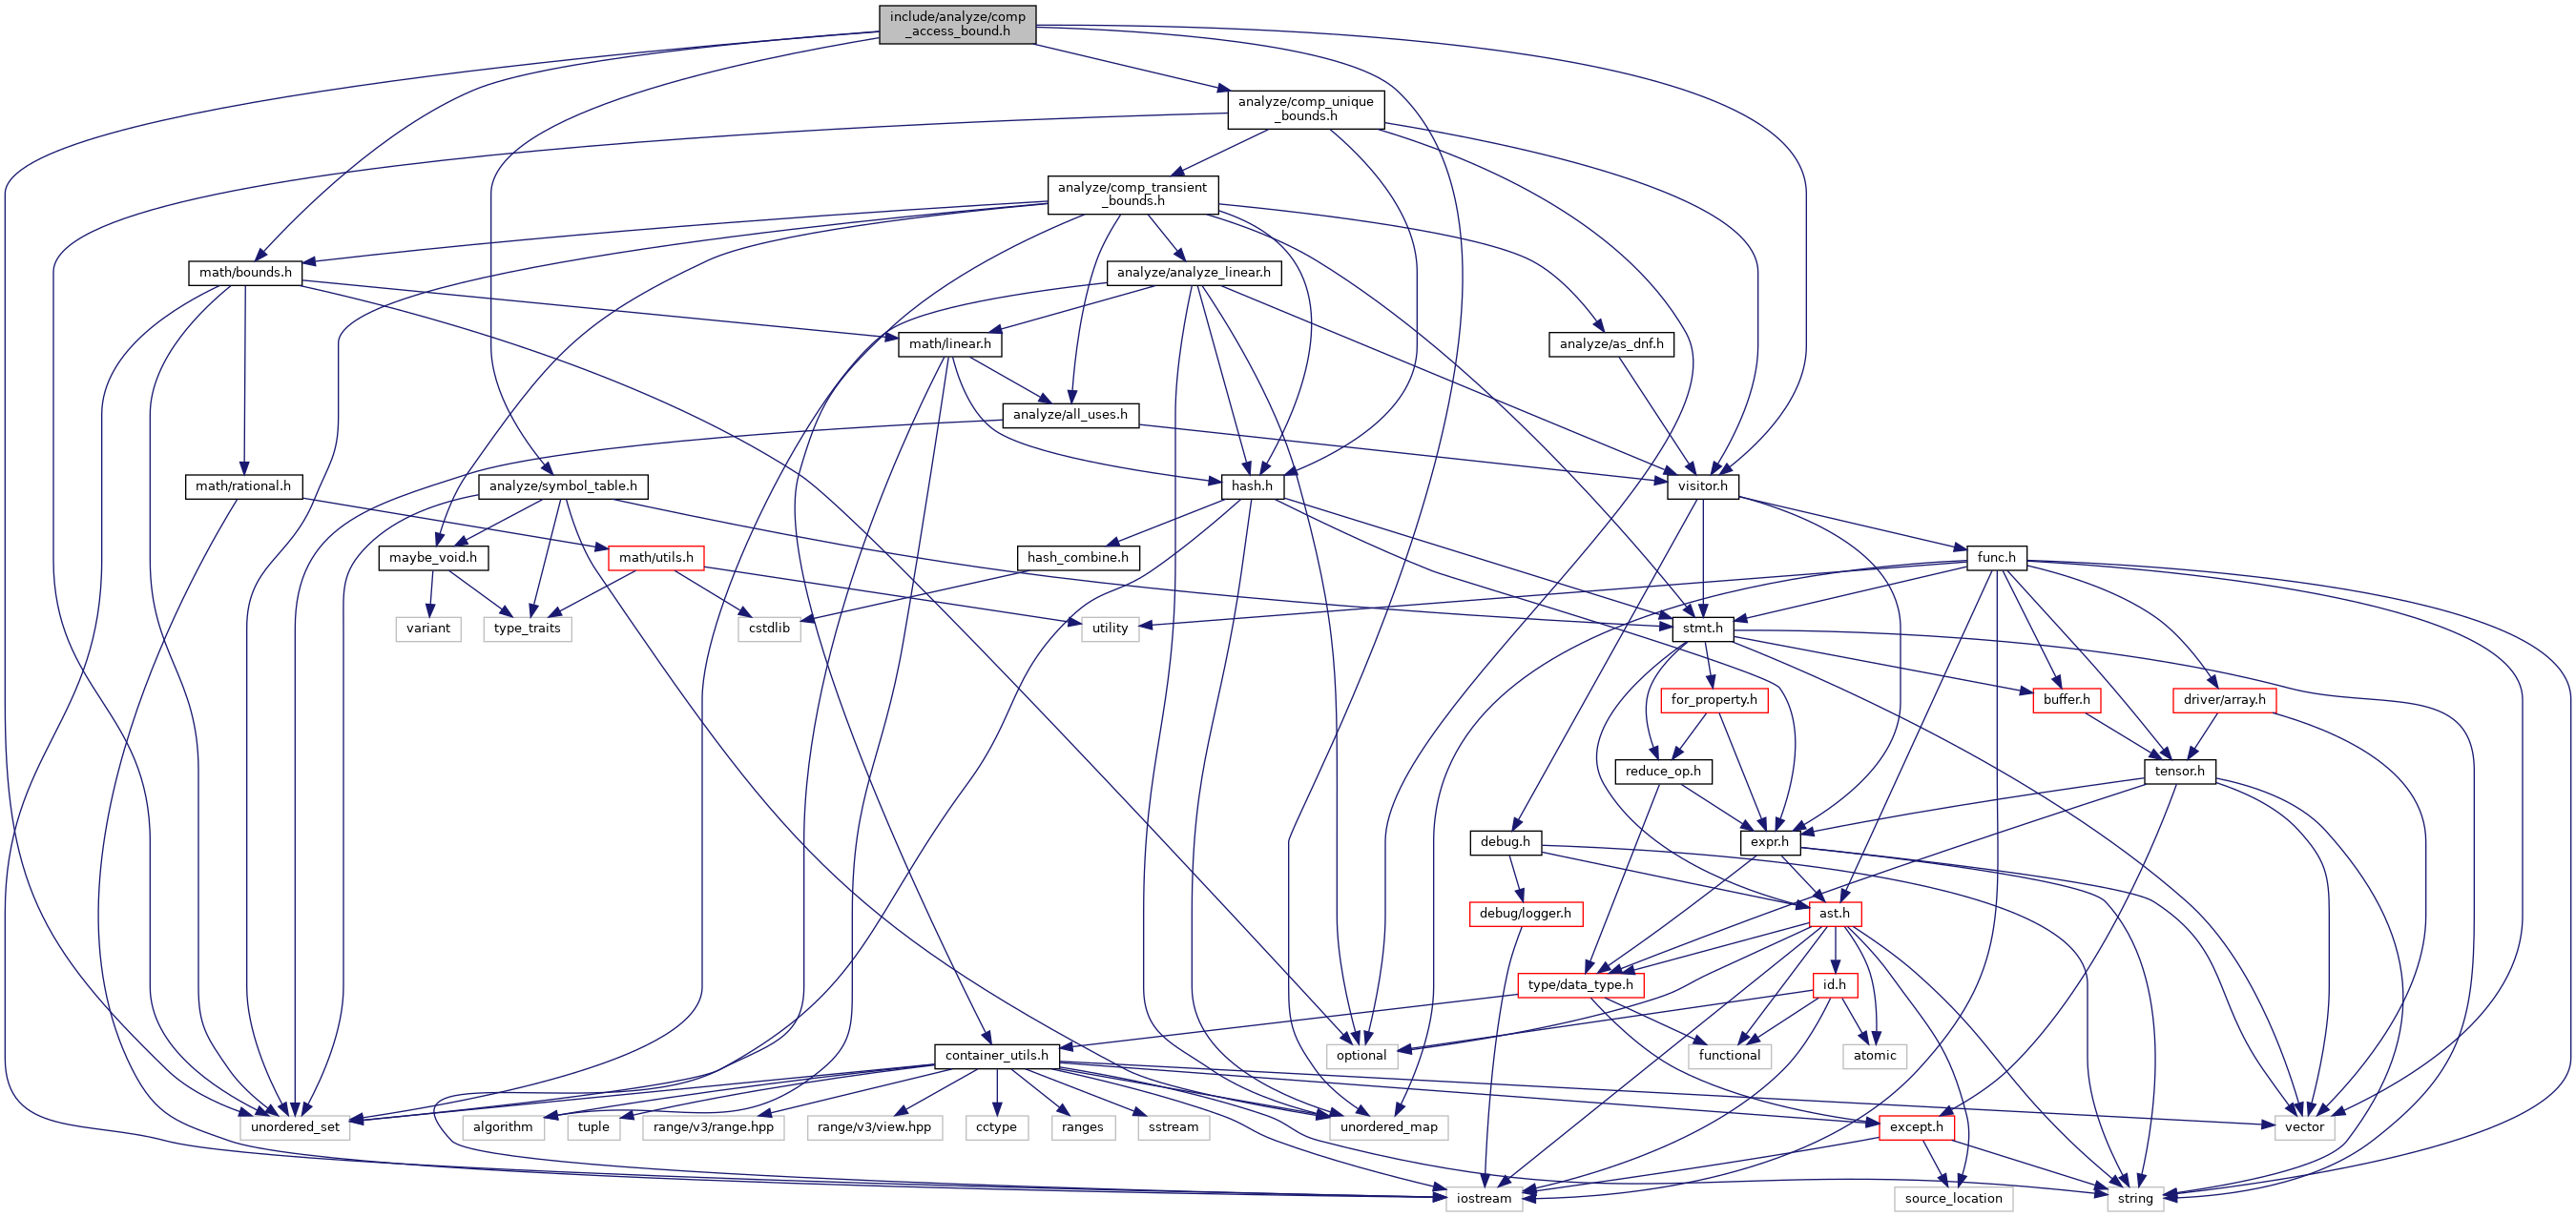 include/analyze/comp
_access_bound.h
analyze/comp_unique
_bounds.h
analyze/comp_transient
_bounds.h
math/bounds.h
analyze/analyze_linear.h
math/linear.h
analyze/as_dnf.h
analyze/all_uses.h
math/rational.h
analyze/symbol_table.h
hash.h
visitor.h
maybe_void.h
math/utils.h
hash_combine.h
func.h
variant
type_traits
cstdlib
utility
stmt.h
for_property.h
buffer.h
driver/array.h
reduce_op.h
tensor.h
debug.h
expr.h
debug/logger.h
ast.h
type/data_type.h
id.h
container_utils.h
optional
functional
atomic
unordered_set
algorithm
tuple
range/v3/range.hpp
range/v3/view.hpp
cctype
ranges
sstream
unordered_map
except.h
vector
iostream
source_location
string